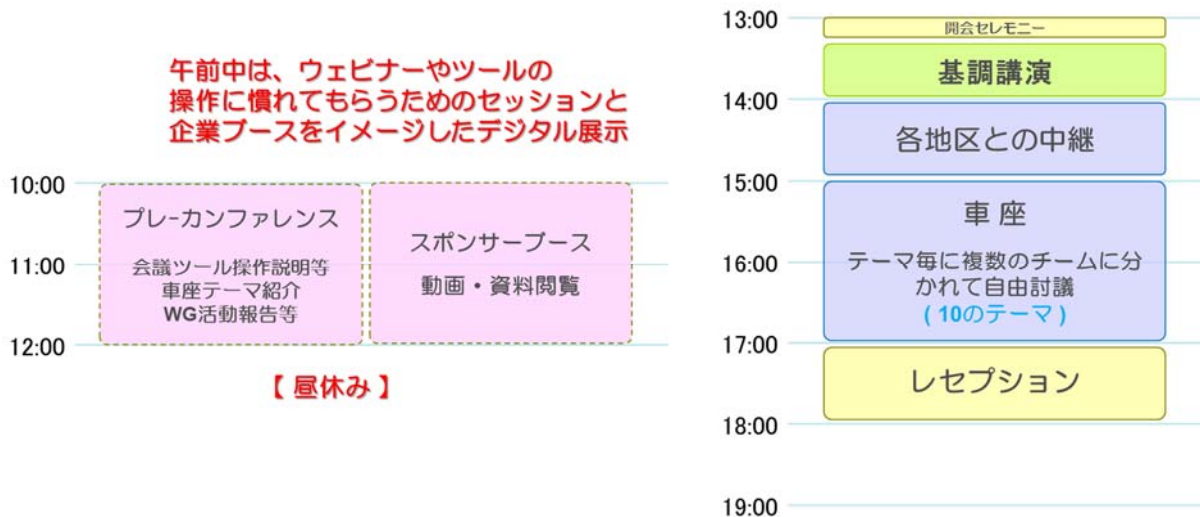 午前中は、ウェビナーやツールの
操作に慣れてもらうためのセッションと
企業ブースをイメージしたデジタル展示
10:00
プレ-カンファレンス
会議ツール操作説明等
車座テーマ紹介
WG活動報告等
スポンサーブース
動画・資料閲覧
11:00
12:00
【 昼休み 】
13:00
開会セレモニー
基調講演
14:00
各地区との中継
15:00
車 座
テーマ毎に複数のチームに分
かれて自由討議
( 10のテーマ )
16:00
17:00
レセプション
18:00
19:00